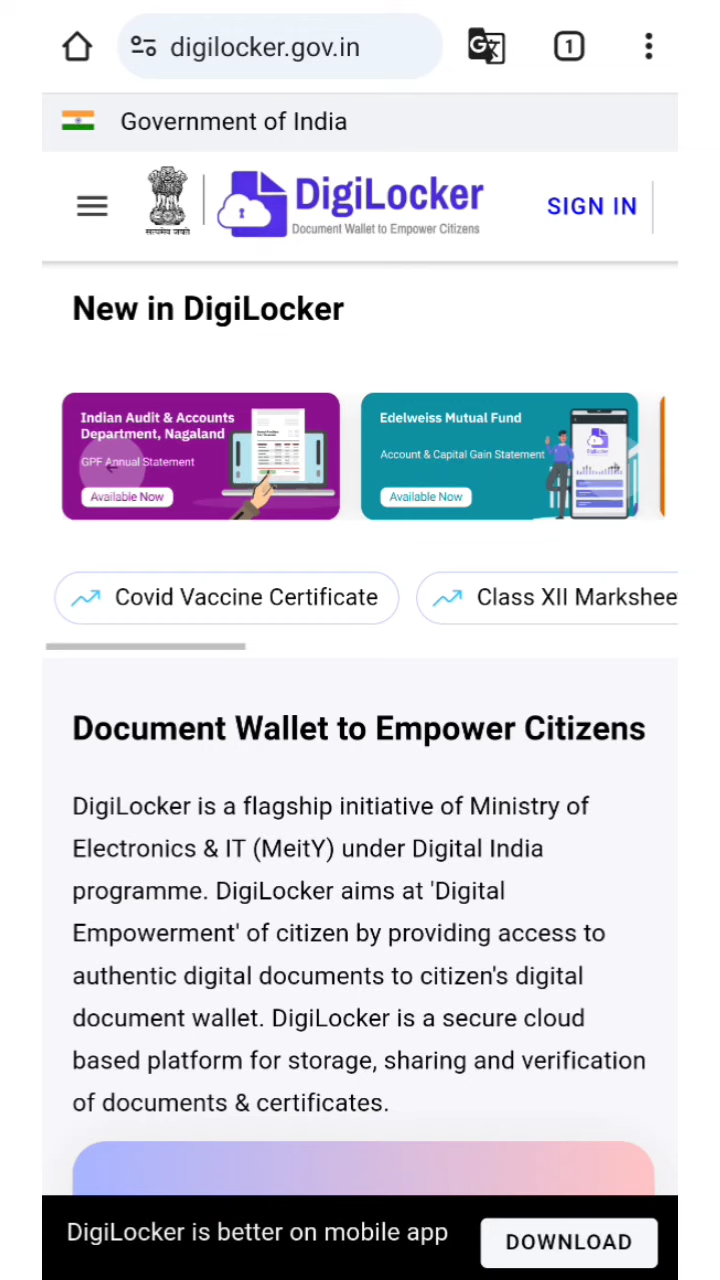 digilocker.gov.in
1
Government of India
सत्यमेव जयते
DigiLocker
Document Wallet to Empower Citizens
SIGN IN
New in DigiLocker
Indian Audit & Accounts
Department, Nagaland
GPF Annual Statement
Available Now
Edelweiss Mutual Fund
Account & Capital Gain Statement
Available Now
Covid Vaccine Certificate
Class XII Markshee
Document Wallet to Empower Citizens
DigiLocker is a flagship initiative of Ministry of
Electronics & IT (MeitY) under Digital India
programme. DigiLocker aims at 'Digital
Empowerment' of citizen by providing access to
authentic digital documents to citizen's digital
document wallet. DigiLocker is a secure cloud
based platform for storage, sharing and verification
of documents & certificates.
DigiLocker is better on mobile app
DOWNLOAD